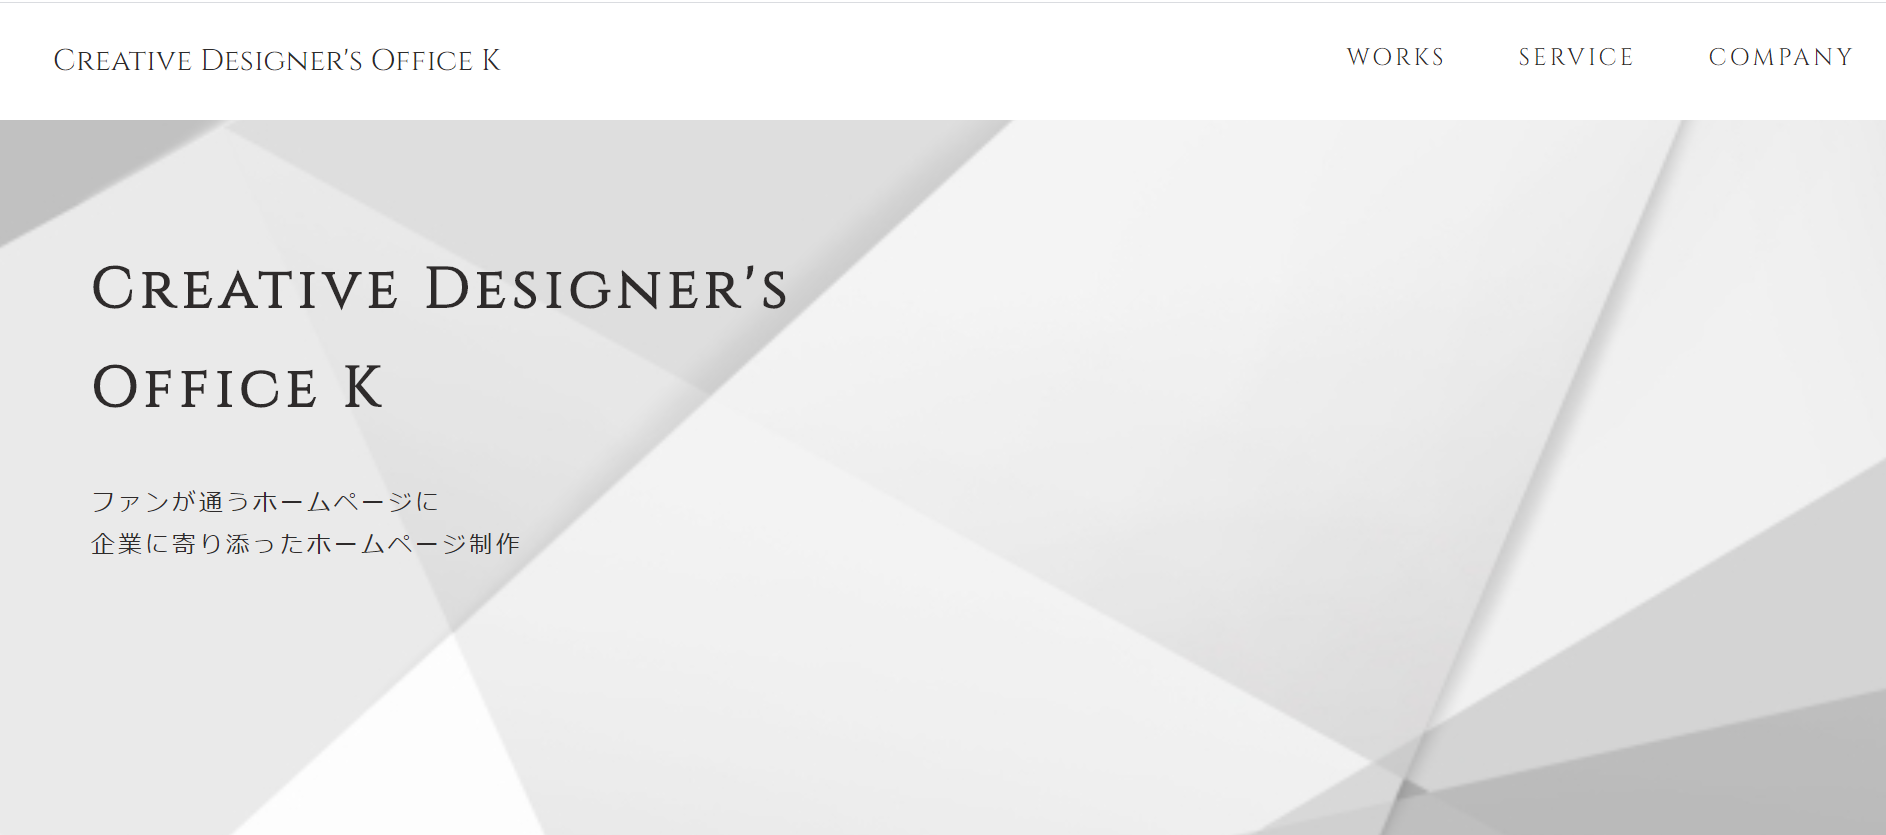 Creative Designer's Office K
WORKS
SERVICE
COMPANY
Creative Designer's
Office K
ファンが通うホームページに
企業に寄り添ったホームページ制作